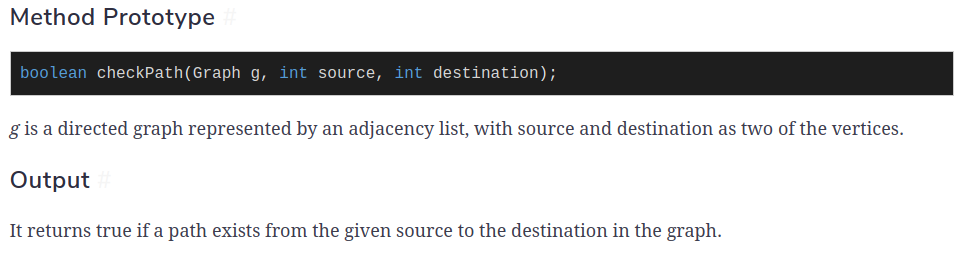 Method Prototype #
boolean checkPath(Graph g, int source, int destination);
g is a directed graph represented by an adjacency list, with source and destination as two of the vertices.
Output #
It returns true if a path exists from the given source to the destination in the graph.